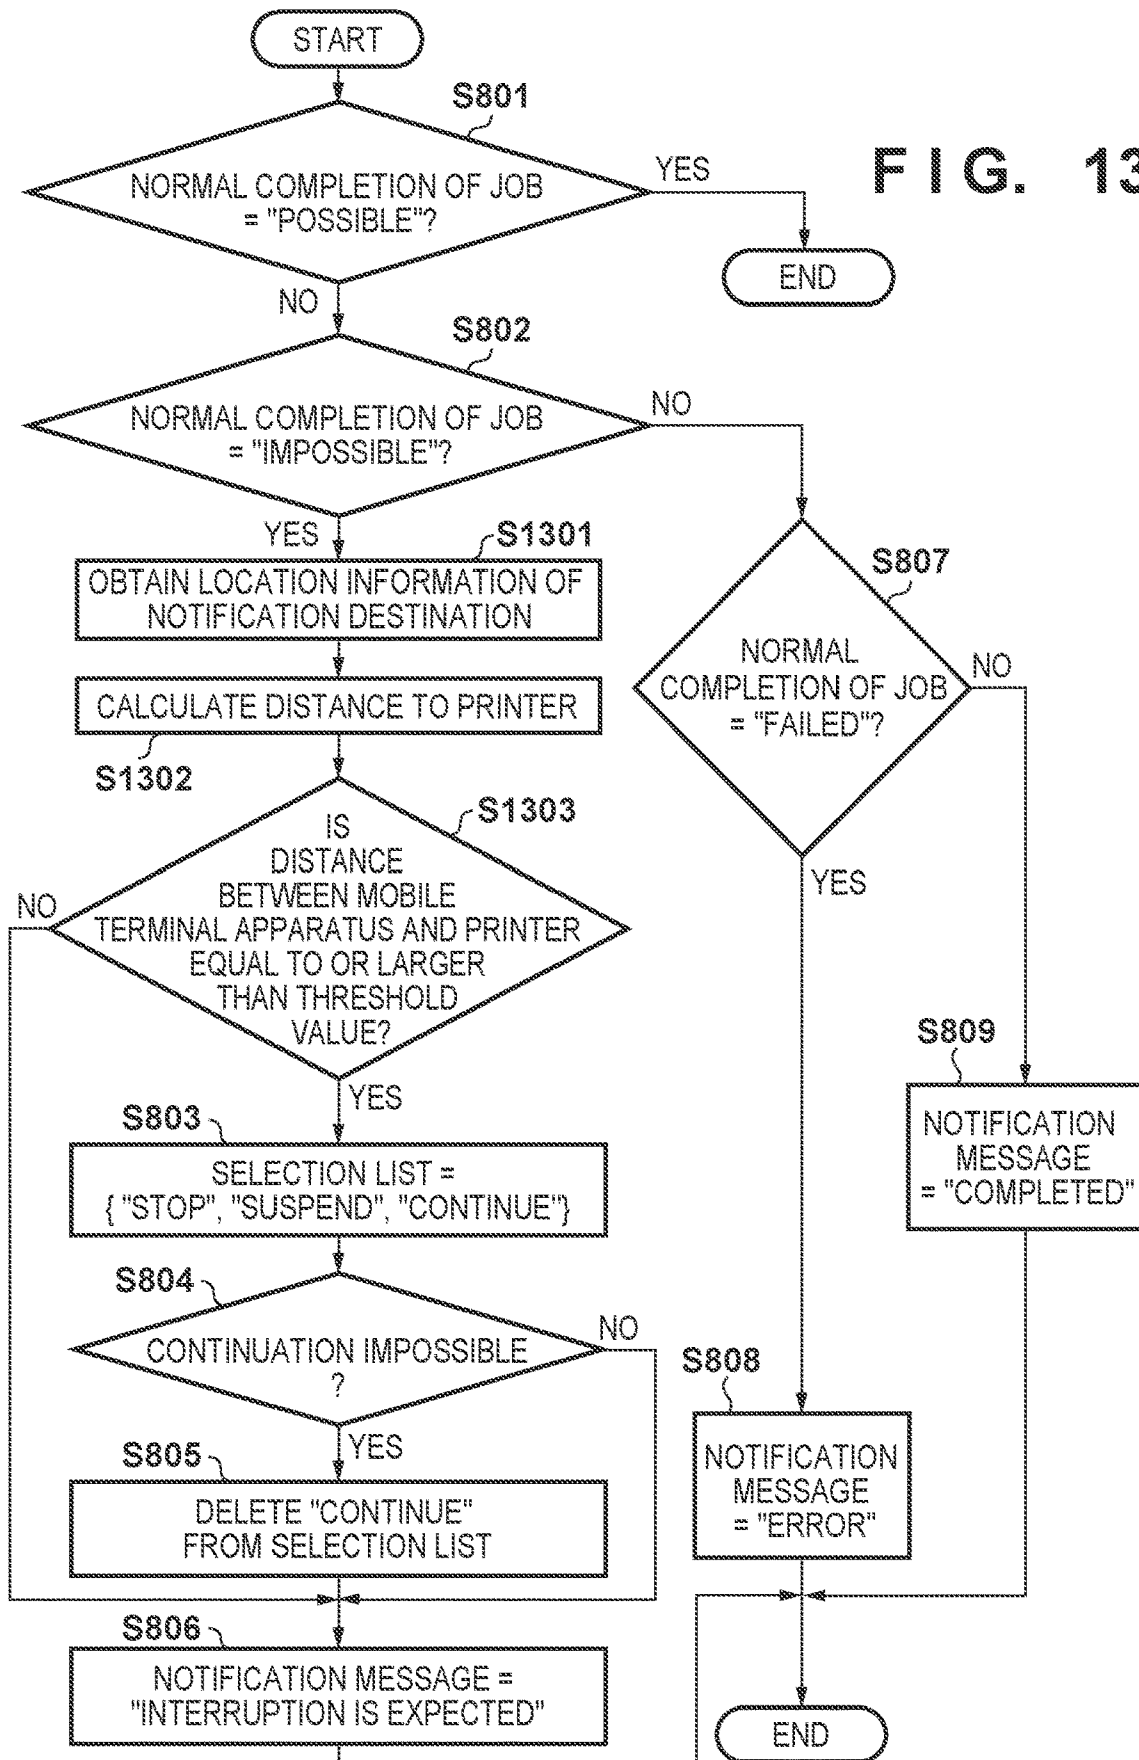 START
S801
FIG. 13
NORMAL COMPLETION OF JOB
= "POSSIBLE"?
YES
END
NO
S802
NORMAL COMPLETION OF JOB
= "IMPOSSIBLE"?
NO
YES
S1301
OBTAIN LOCATION INFORMATION OF
NOTIFICATION DESTINATION
S807
NORMAL
COMPLETION OF JOB
= "FAILED"?
NO
CALCULATE DISTANCE TO PRINTER
S1302
S1303
IS
DISTANCE
BETWEEN MOBILE
TERMINAL APPARATUS AND PRINTER
EQUAL TO OR LARGER
THAN THRESHOLD
VALUE?
NO
YES
YES
S809
NOTIFICATION
MESSAGE
= "COMPLETED"
S803
SELECTION LIST =
{ "STOP", "SUSPEND", "CONTINUE"}
S804
CONTINUATION IMPOSSIBLE
?
NO
YES
S808
NOTIFICATION
MESSAGE
= "ERROR"
S805
DELETE "CONTINUE"
FROM SELECTION LIST
S806
NOTIFICATION MESSAGE =
"INTERRUPTION IS EXPECTED"
END